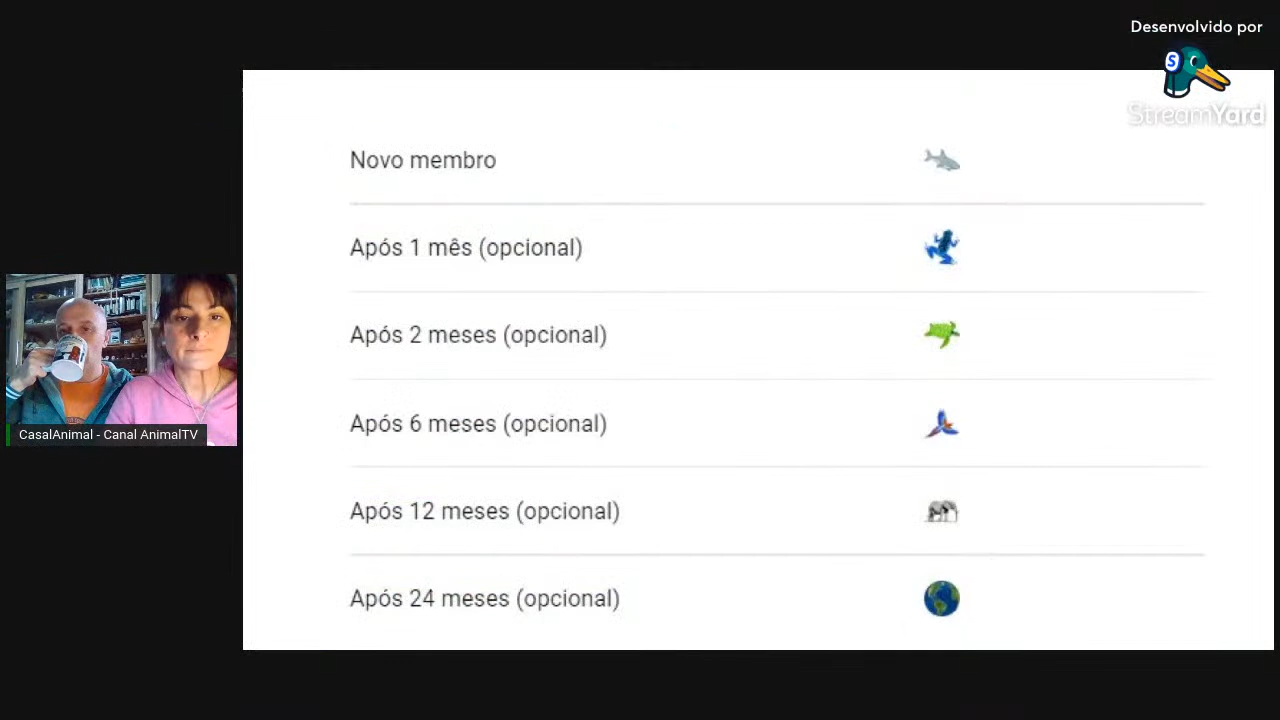 Desenvolvido por
S
StreamYard
Novo membro
Após 1 mês (opcional)
Após 2 meses (opcional)
Após 6 meses (opcional)
Após 12 meses (opcional)
Após 24 meses (opcional)
CasalAnimal - Canal AnimalTV